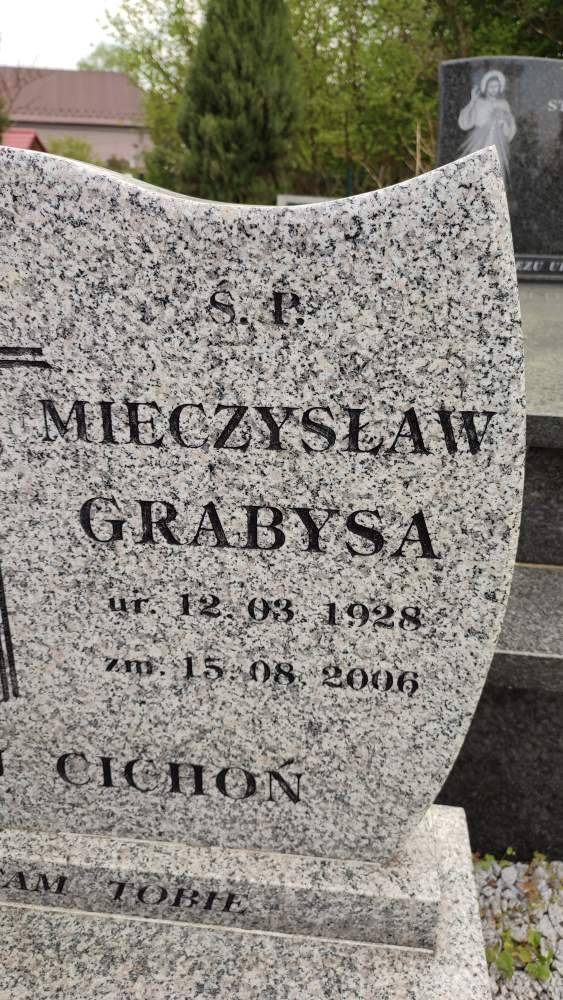 Ś. P.
MIECZYSŁAW
GRABYSA
ur. 12. 03. 1928
zm. 15. 08. 2006
CICHOŃ
TOBIE